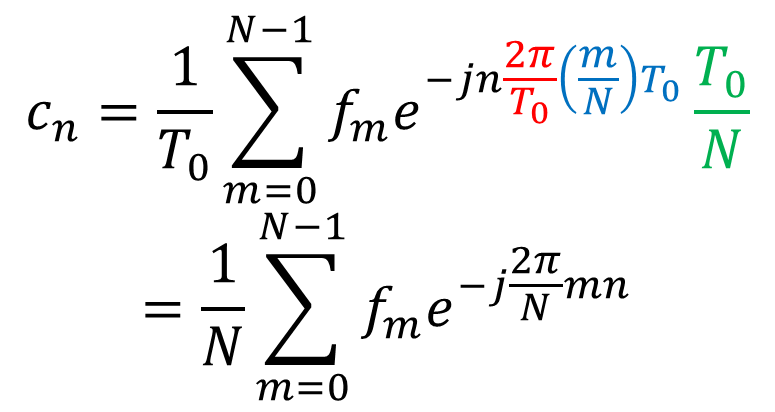 c_n = \frac{1}{T_0} \sum_{m=0}^{N-1} f_m e^{-jn\frac{2\pi}{T_0}\left(\frac{m}{N}\right)T_0} \frac{T_0}{N}
= \frac{1}{N} \sum_{m=0}^{N-1} f_m e^{-j\frac{2\pi}{N}mn}